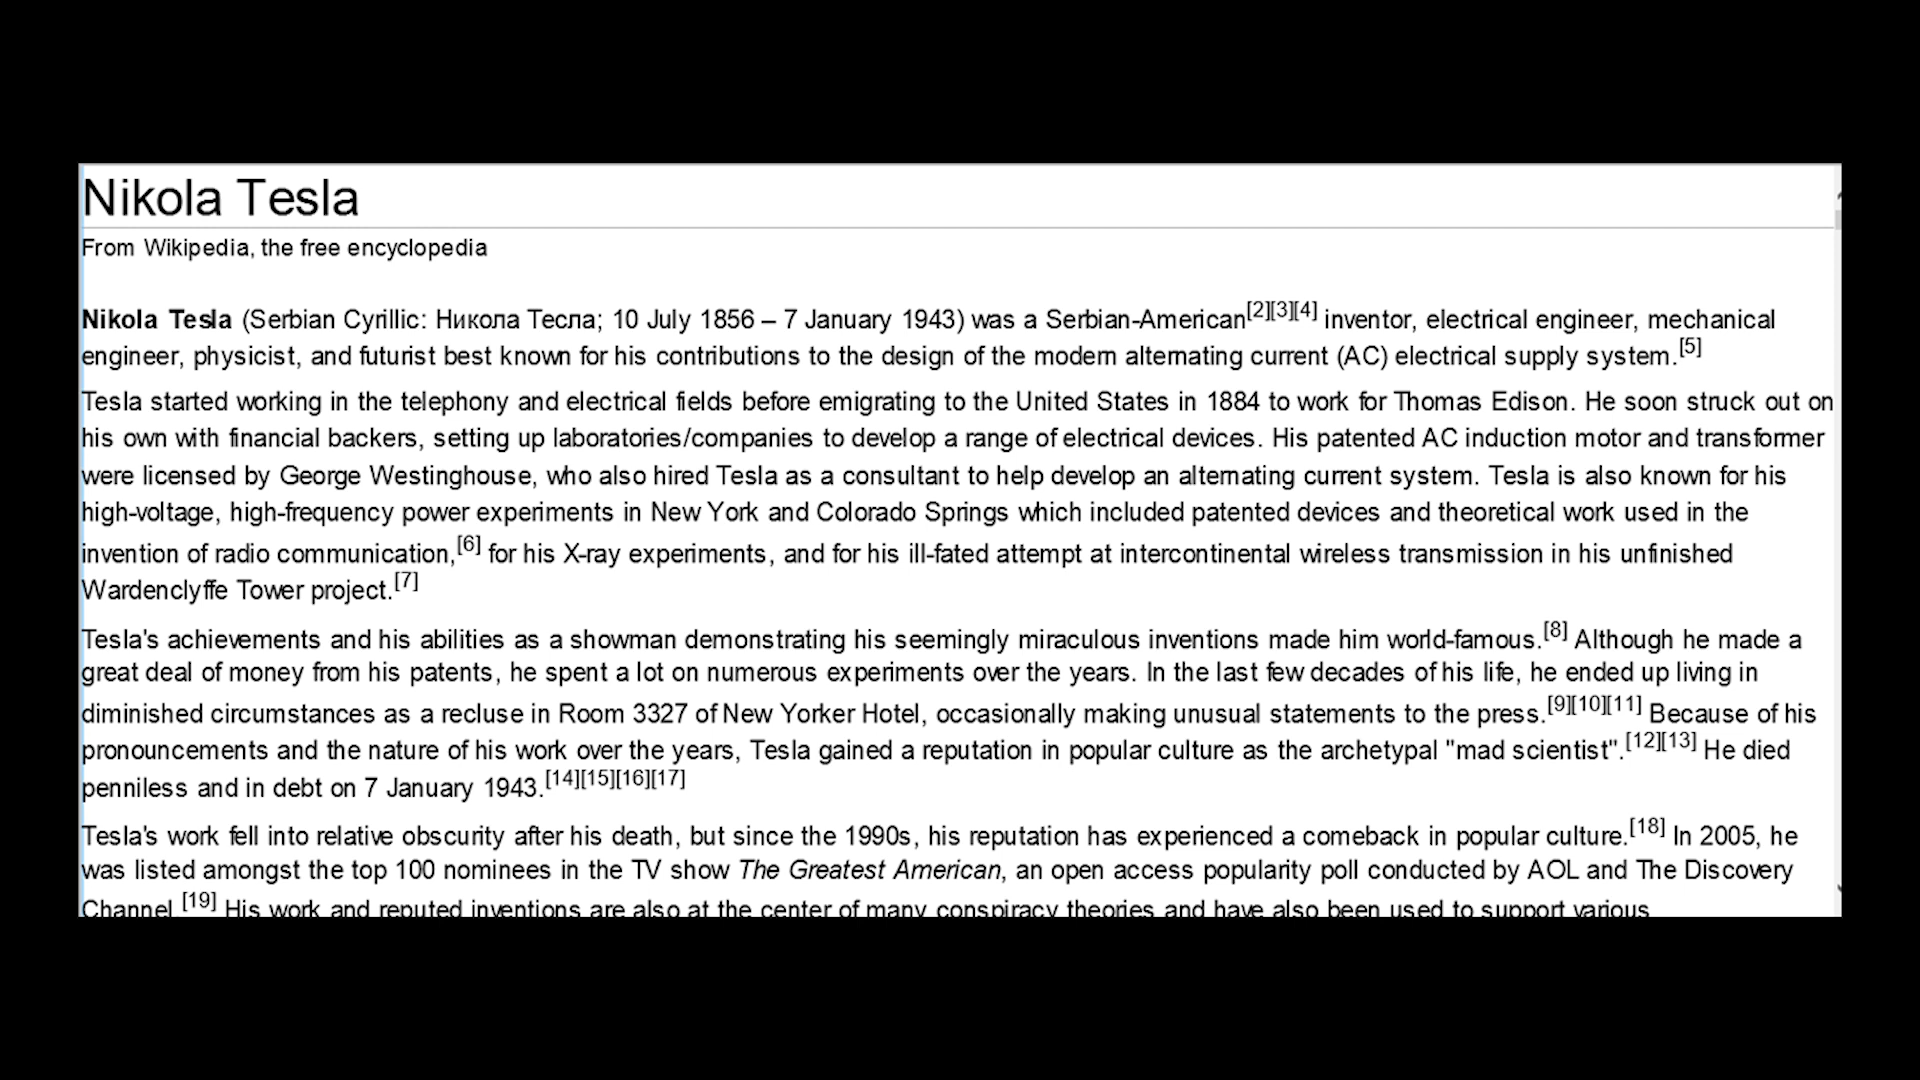 Nikola Tesla
From Wikipedia, the free encyclopedia
Nikola Tesla (Serbian Cyrillic: Никола Тесла; 10 July 1856 – 7 January 1943) was a Serbian-American[2][3][4] inventor, electrical engineer, mechanical
engineer, physicist, and futurist best known for his contributions to the design of the modern alternating current (AC) electrical supply system.[5]
Tesla started working in the telephony and electrical fields before emigrating to the United States in 1884 to work for Thomas Edison. He soon struck out on
his own with financial backers, setting up laboratories/companies to develop a range of electrical devices. His patented AC induction motor and transformer
were licensed by George Westinghouse, who also hired Tesla as a consultant to help develop an alternating current system. Tesla is also known for his
high-voltage, high-frequency power experiments in New York and Colorado Springs which included patented devices and theoretical work used in the
invention of radio communication,[6] for his X-ray experiments, and for his ill-fated attempt at intercontinental wireless transmission in his unfinished
Wardenclyffe Tower project.[7]
Tesla's achievements and his abilities as a showman demonstrating his seemingly miraculous inventions made him world-famous.[8] Although he made a
great deal of money from his patents, he spent a lot on numerous experiments over the years. In the last few decades of his life, he ended up living in
diminished circumstances as a recluse in Room 3327 of New Yorker Hotel, occasionally making unusual statements to the press.[9][10][11] Because of his
pronouncements and the nature of his work over the years, Tesla gained a reputation in popular culture as the archetypal "mad scientist".[12][13] He died
penniless and in debt on 7 January 1943.[14][15][16][17]
Tesla's work fell into relative obscurity after his death, but since the 1990s, his reputation has experienced a comeback in popular culture.[18] In 2005, he
was listed amongst the top 100 nominees in the TV show The Greatest American, an open access popularity poll conducted by AOL and The Discovery
Channel.[19] His work and reputed inventions are also at the center of many conspiracy theories and have also been used to support various